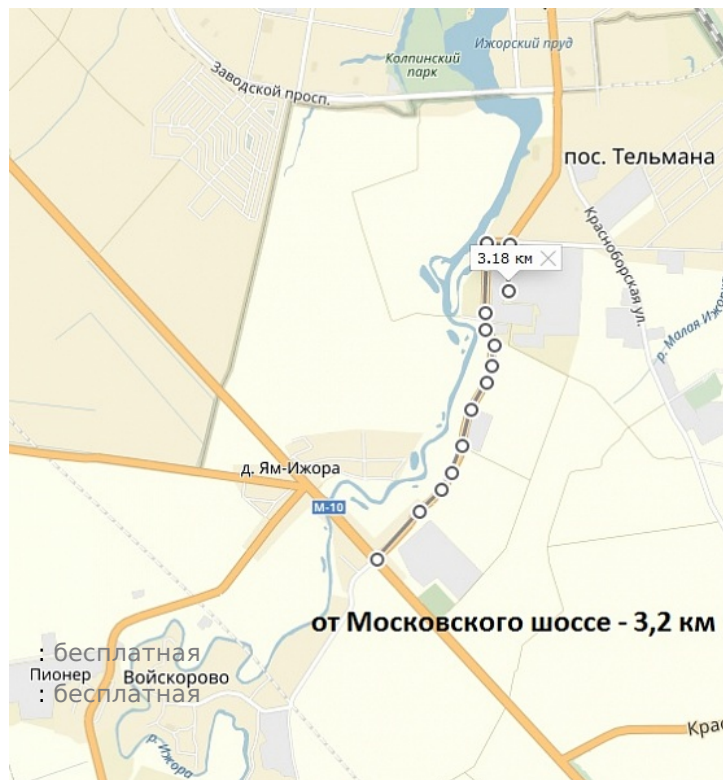 Колпинский
парк
Ижорский пруд
Заводской просп.
пос. Тельмана
Красноборская ул.
3.18 км
р. Малая Ижор
д. Ям-Ижора
М-10
от Московского шоссе - 3,2 км
: бесплатная
Пионер
Войскорово
: бесплатная
р. Ижора
Крас